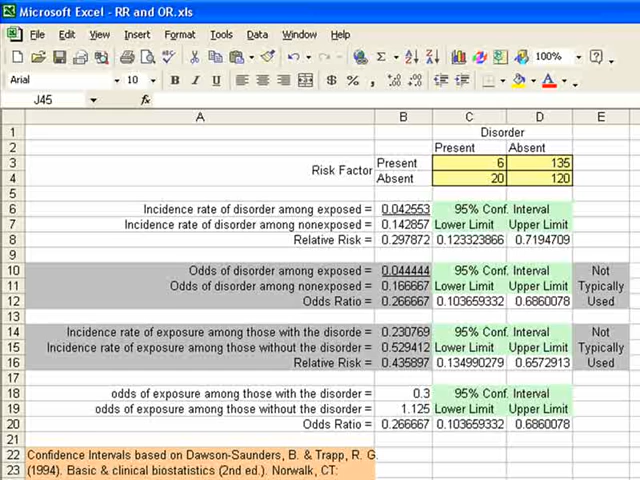 Microsoft Excel - RR and OR.xls
File Edit View Insert Format Tools Data Window Help
100%
Arial 10 B I U $ %
J45 fx
A B C D E
1 Disorder
2 Present Absent
3 Risk Factor Present 6 135
4 Absent 20 120
5
6 Incidence rate of disorder among exposed = 0.042553 95% Conf. Interval
7 Incidence rate of disorder among nonexposed = 0.142857 Lower Limit Upper Limit
8 Relative Risk = 0.297872 0.123323866 0.7194709
9
10 Odds of disorder among exposed = 0.044444 95% Conf. Interval Not
11 Odds of disorder among nonexposed = 0.166667 Lower Limit Upper Limit Typically
12 Odds Ratio = 0.266667 0.103659332 0.6860078 Used
13
14 Incidence rate of exposure among those with the disorde = 0.230769 95% Conf. Interval Not
15 Incidence rate of exposure among those without the disorder = 0.529412 Lower Limit Upper Limit Typically
16 Relative Risk = 0.435897 0.134990279 0.6572913 Used
17
18 odds of exposure among those with the disorder = 0.3 95% Conf. Interval
19 odds of exposure among those without the disorder = 1.125 Lower Limit Upper Limit
20 Odds Ratio = 0.266667 0.103659332 0.6860078
21
22 Confidence Intervals based on Dawson-Saunders, B. & Trapp, R. G.
23 (1994). Basic & clinical biostatistics (2nd ed.). Norwalk, CT: